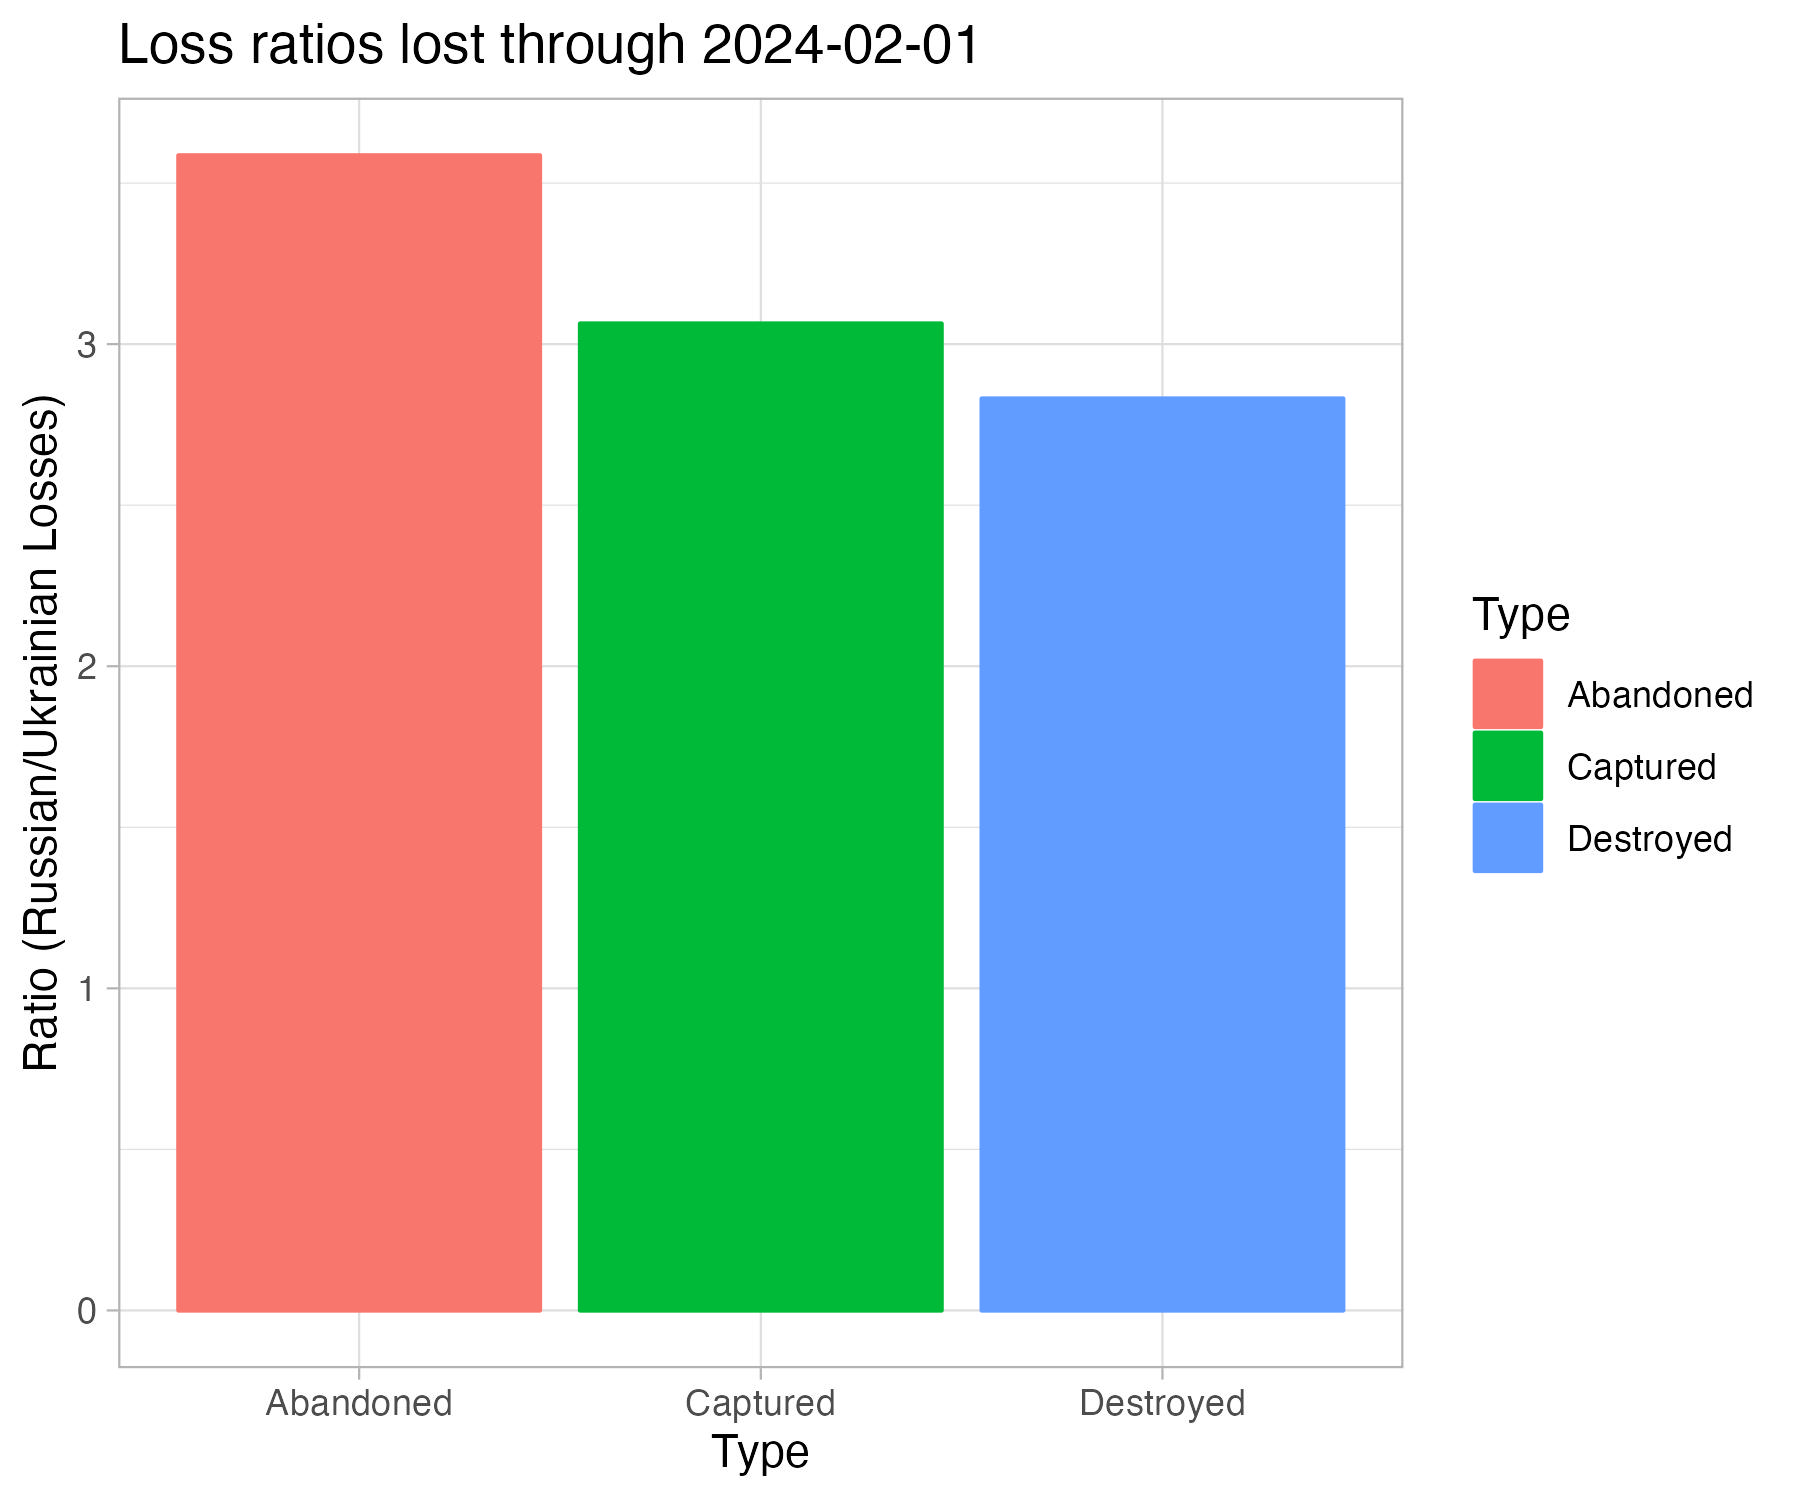 Loss ratios lost through 2024-02-01
Ratio (Russian/Ukrainian Losses)
3
2
1
0
Abandoned
Captured
Destroyed
Type
Type
Abandoned
Captured
Destroyed